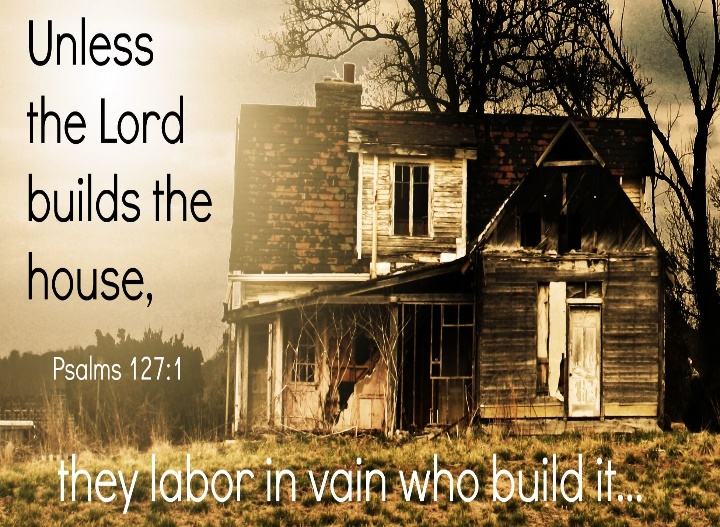 Unless
the Lord
builds the
house,
Psalms 127:1
they labor in vain who build it...